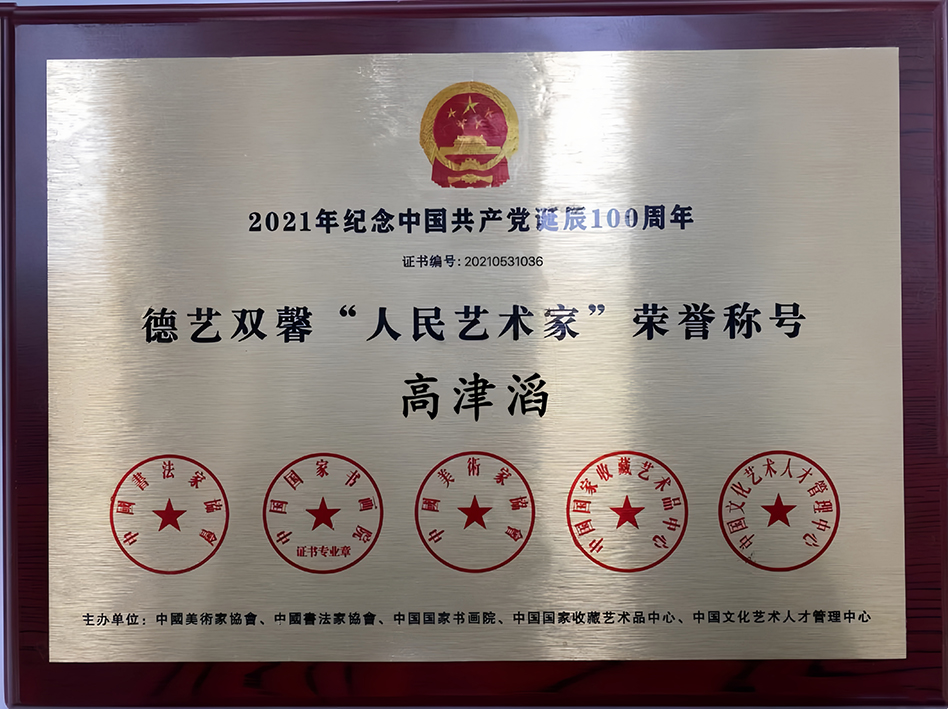 2021年纪念中国共产党诞辰100周年
证书编号：20210531036
德艺双馨“人民艺术家”荣誉称号
高津滔
中國書法家協會
中国国家书画院
证书专业章
中國美術家協會
中国国家收藏艺术品中心
中国文化艺术人才管理中心
主办单位：中國美術家協會、中國書法家協會、中国国家书画院、中国国家收藏艺术品中心、中国文化艺术人才管理中心